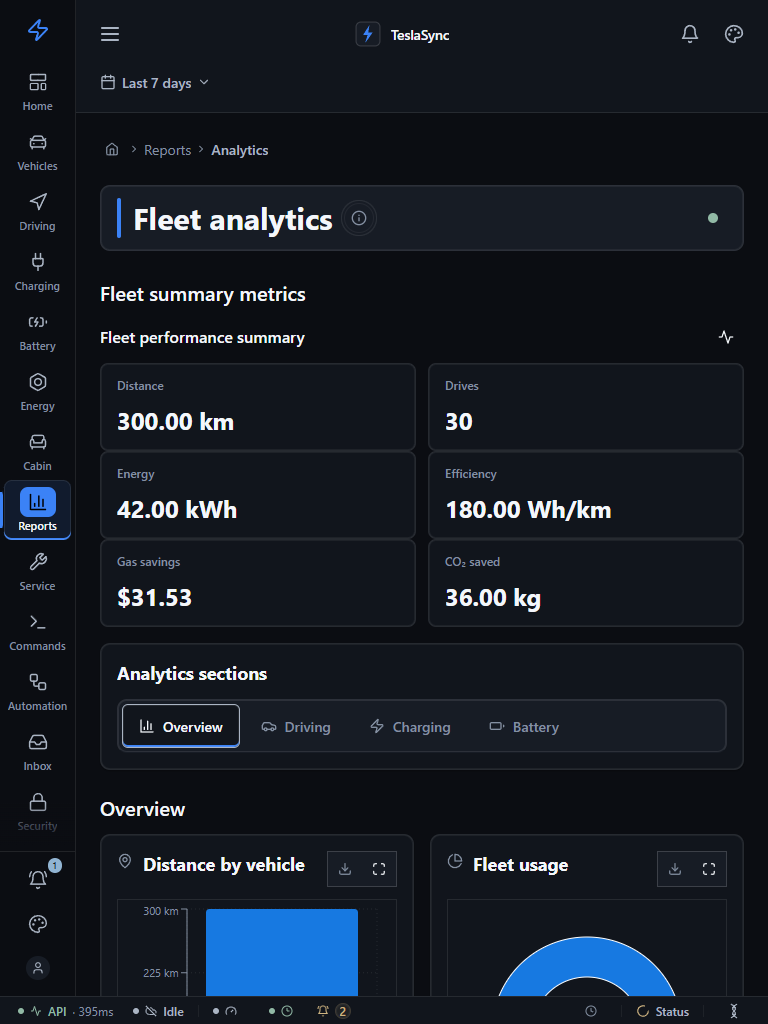 TeslaSync
Last 7 days
Home
Vehicles
Driving
Charging
Battery
Energy
Cabin
Reports
Service
Commands
Automation
Inbox
Security
1
Reports > Analytics
Fleet analytics
Fleet summary metrics
Fleet performance summary
Distance
300.00 km
Drives
30
Energy
42.00 kWh
Efficiency
180.00 Wh/km
Gas savings
$31.53
CO₂ saved
36.00 kg
Analytics sections
Overview Driving Charging Battery
Overview
Distance by vehicle
300 km
225 km
Fleet usage
API · 395ms Idle 2 Status